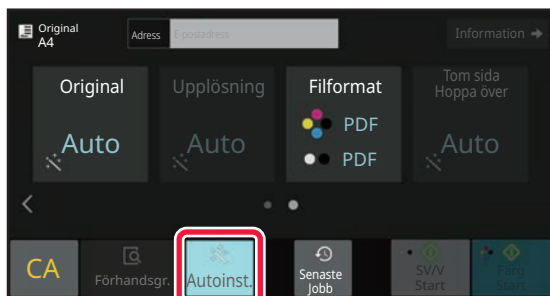 Original
A4
Adress
E-postadress
Information
Original
Auto
Upplösning
Auto
Filformat
PDF
PDF
Tom sida
Hoppa över
Auto
CA
Förhandsgr.
Autoinst.
Senaste
Jobb
SV/V
Start
Färg
Start